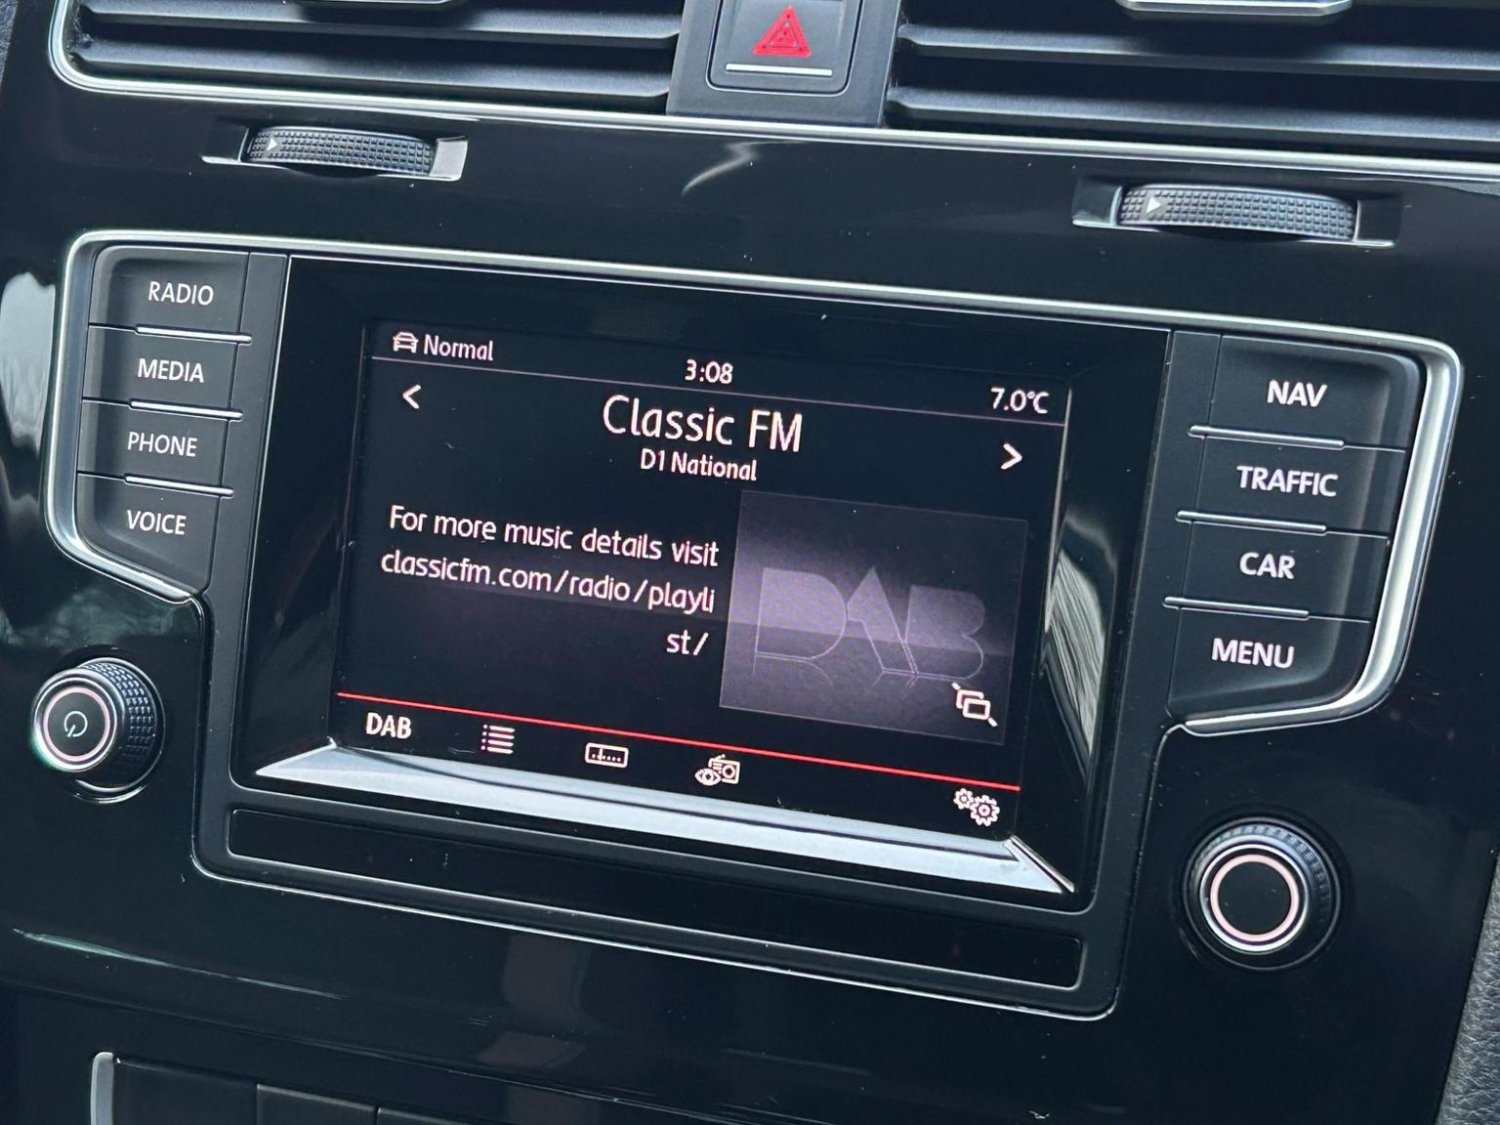 RADIO
MEDIA
PHONE
VOICE
Normal
3:08
7.0°C
<
Classic FM
>
D1 National
For more music details visit
classicfm.com/radio/playli
st/
DAB
DAB
NAV
TRAFFIC
CAR
MENU